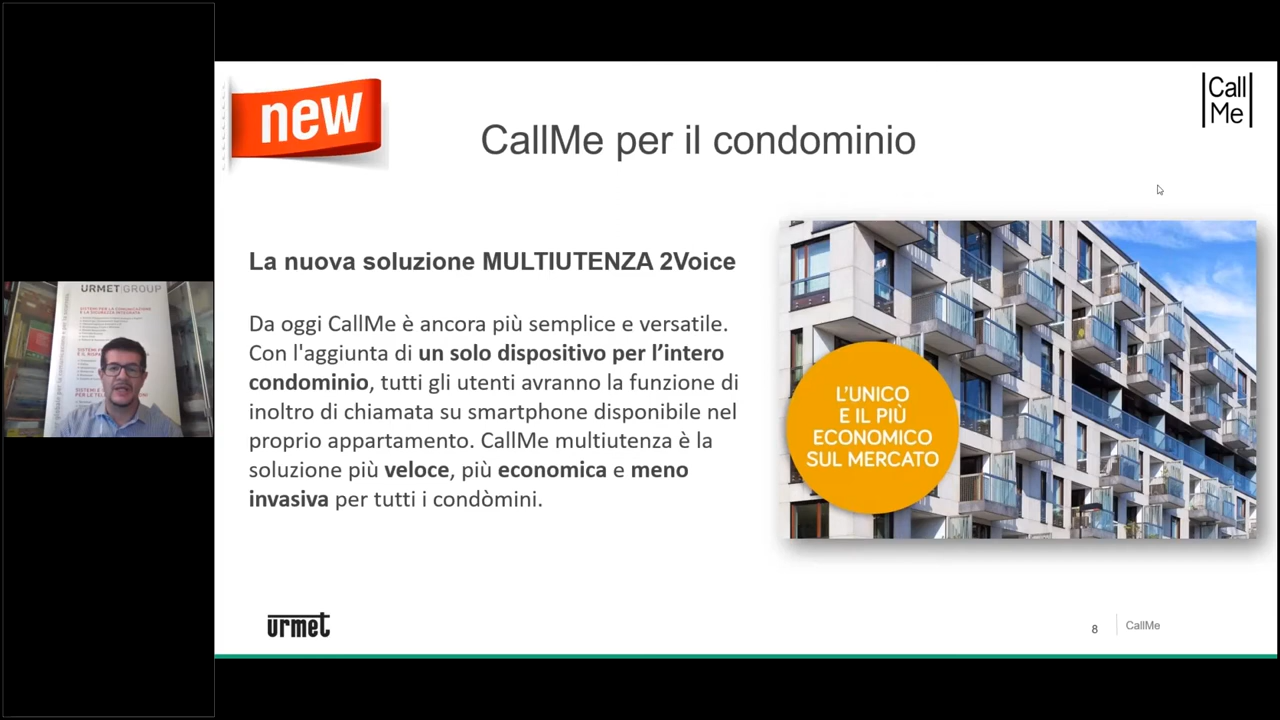 new
Call
Me
CallMe per il condominio
La nuova soluzione MULTIUTENZA 2Voice
Da oggi CallMe è ancora più semplice e versatile.
Con l'aggiunta di un solo dispositivo per l’intero
condominio, tutti gli utenti avranno la funzione di
inoltro di chiamata su smartphone disponibile nel
proprio appartamento. CallMe multiutenza è la
soluzione più veloce, più economica e meno
invasiva per tutti i condòmini.
L’UNICO
E IL PIÙ
ECONOMICO
SUL MERCATO
URMET GROUP
urmet
8
CallMe